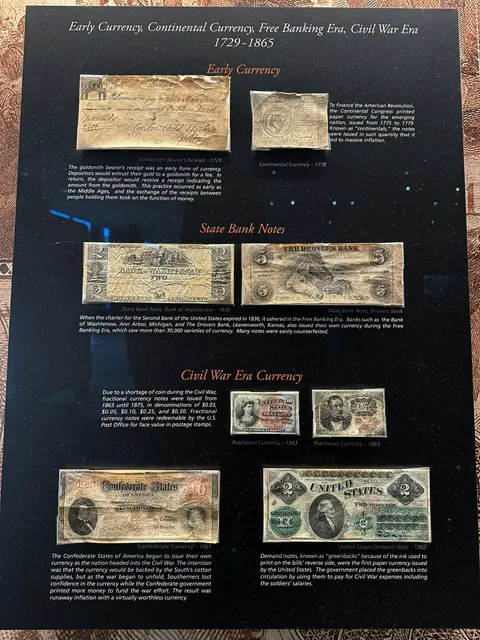 Early Currency, Continental Currency, Free Banking Era, Civil War Era
1729-1865
Early Currency
To finance the American Revolution,
the Continental Congress printed
paper currency for the emerging
nation, issued from 1775 to 1779.
Known as "continentals," the notes
were issued in such quantity that it
led to massive inflation.
Goldsmith Bearer's Receipt - 1729
Continental Currency - 1778
The goldsmith bearer's receipt was an early form of currency.
Depositors would entrust their gold to a goldsmith for a fee. In
return, the depositor would receive a receipt indicating the
amount from the goldsmith. This practice occurred as early as
the Middle Ages, and the exchange of the receipts between
people holding them took on the function of money.
State Bank Notes
2
BANK OF WASHTENAW
TWO
THE DROVERS BANK
5
5
State Bank Note, Bank of Washtenaw - 1835
State Bank Note, Drovers Bank
When the charter for the Second Bank of the United States expired in 1836, it ushered in the Free Banking Era. Banks such as the Bank
of Washtenaw, Ann Arbor, Michigan, and The Drovers Bank, Leavenworth, Kansas, also issued their own currency during the Free
Banking Era, which saw more than 30,000 varieties of currency. Many notes were easily counterfeited.
Civil War Era Currency
Due to a shortage of coin during the Civil War,
fractional currency notes were issued from
1863 until 1875, in denominations of $0.03,
$0.05, $0.10, $0.25, and $0.50. Fractional
currency notes were redeemable by the U.S.
Post Office for face value in postage stamps.
UNITED STATES
Fractional Currency - 1863
Fractional Currency - 1863
Confederate States
OF AMERICA
10
2
UNITED STATES
2
Confederate Currency - 1861
United States Demand Note - 1862
The Confederate States of America began to issue their own
currency as the nation headed into the Civil War. The intention
was that the currency would be backed by the South's cotton
supplies, but as the war began to unfold, Southerners lost
confidence in the currency while the Confederate government
printed more money to fund the war effort. The result was
runaway inflation with a virtually worthless currency.
Demand notes, known as "greenbacks" because of the ink used to
print on the bills' reverse side, were the first paper currency issued
by the United States. The government placed the greenbacks into
circulation by using them to pay for Civil War expenses including
the soldiers' salaries.